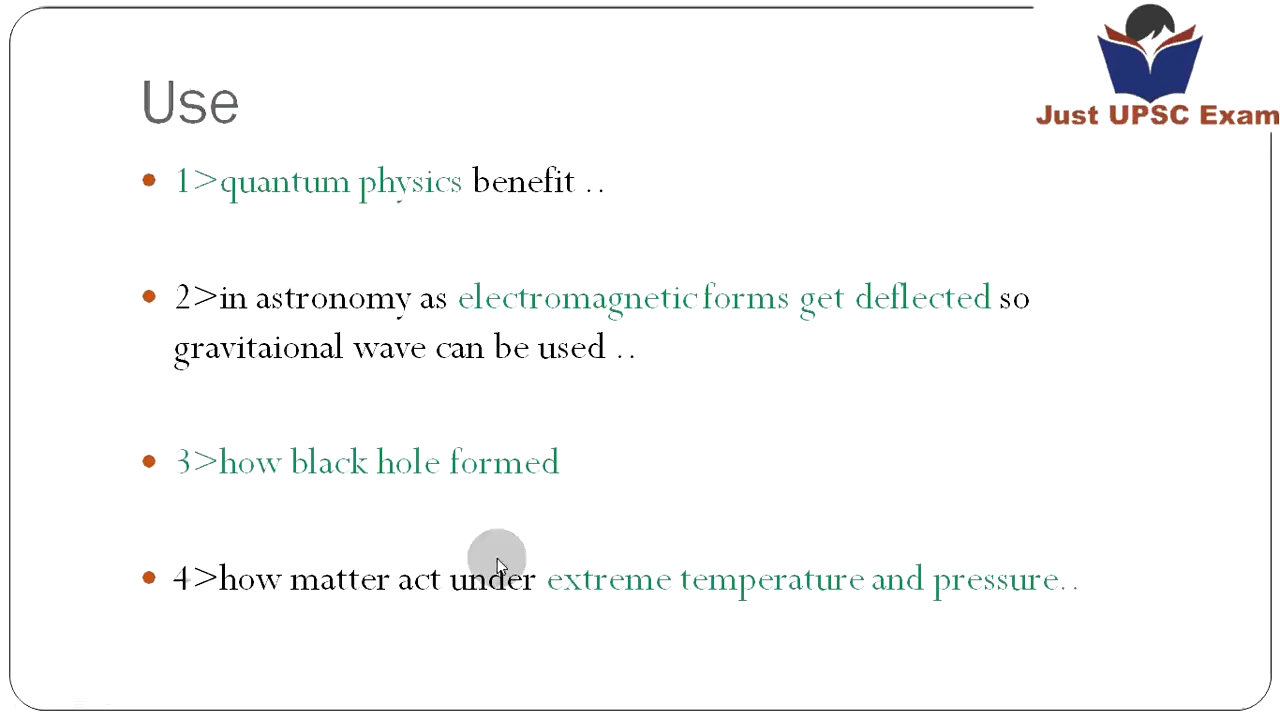 Just UPSC Exam
Use
1>quantum physics benefit ..
2>in astronomy as electromagnetic forms get deflected so
gravitaional wave can be used ..
3>how black hole formed
4>how matter act under extreme temperature and pressure..